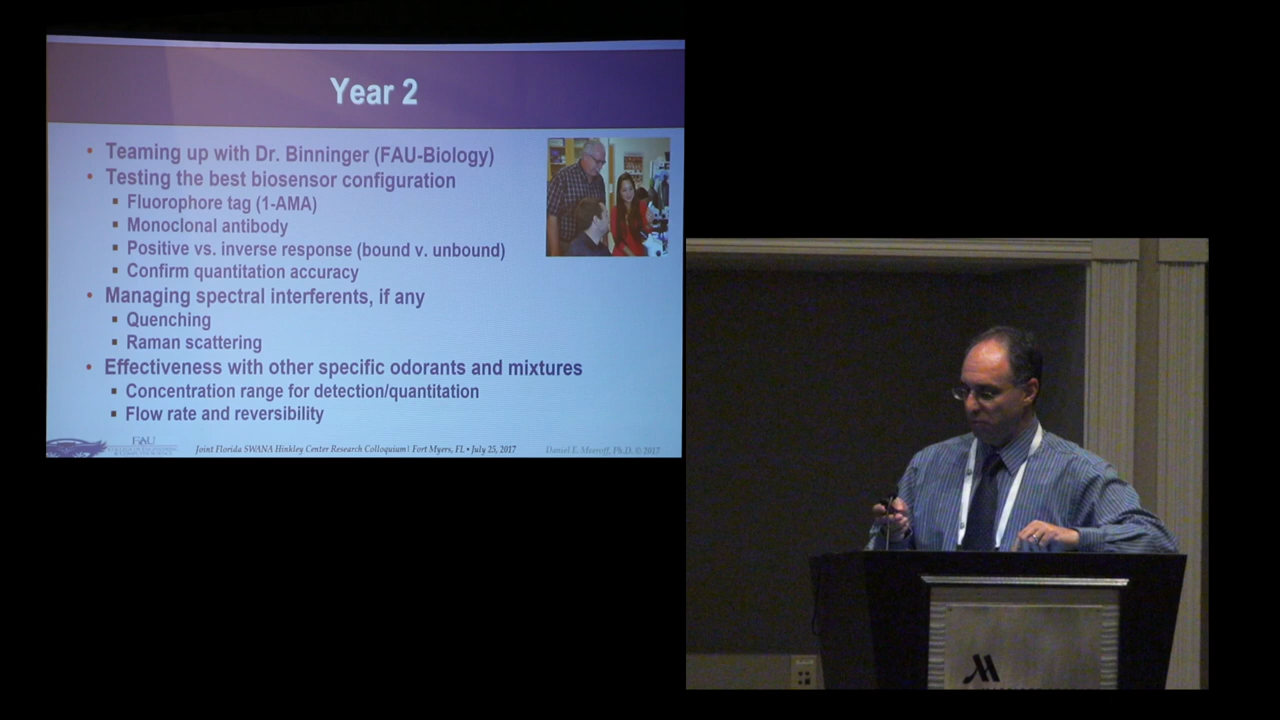 Year 2
• Teaming up with Dr. Binninger (FAU-Biology)
• Testing the best biosensor configuration
▪ Fluorophore tag (1-AMA)
▪ Monoclonal antibody
▪ Positive vs. inverse response (bound v. unbound)
▪ Confirm quantitation accuracy
• Managing spectral interferents, if any
▪ Quenching
▪ Raman scattering
• Effectiveness with other specific odorants and mixtures
▪ Concentration range for detection/quantitation
▪ Flow rate and reversibility
FAU
Joint Florida SWANA Hinkley Center Research Colloquium | Fort Myers, FL • July 25, 2017
Daniel E. Meeroff, Ph.D. © 2017